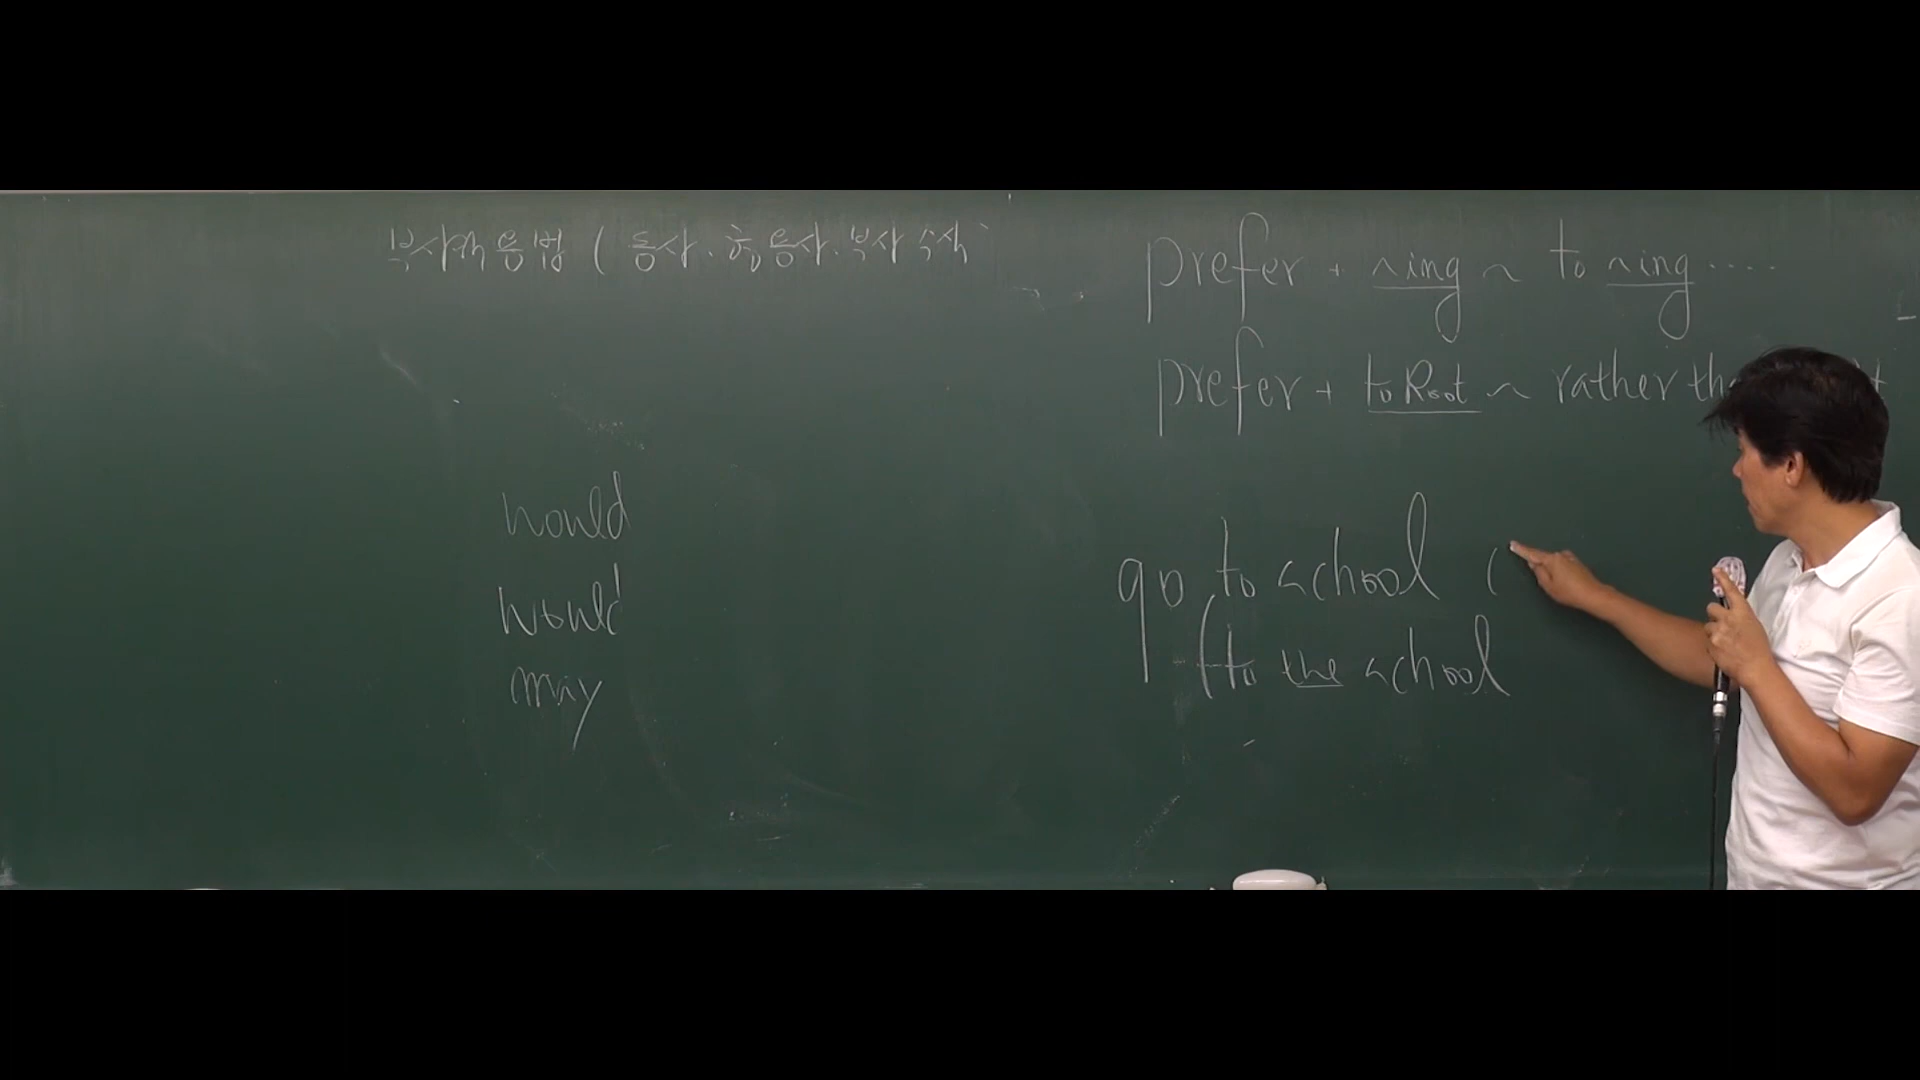 부사적 용법 ( 동사. 형용사. 부사 수식
would
would
may
prefer + ~ing ~ to ~ing ....
prefer + to Root ~ rather
go to school (
(to the school